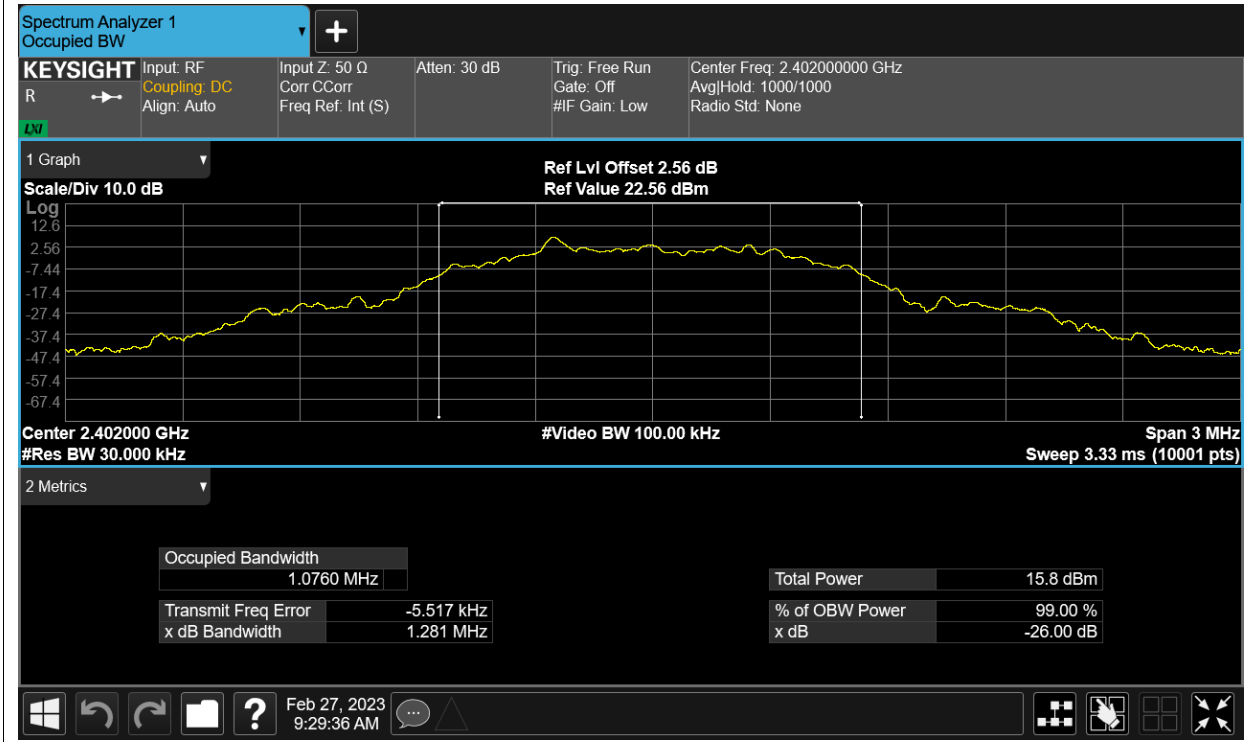 Spectrum Analyzer 1
Occupied BW
KEYSIGHT
R
LXI
Input: RF
Coupling: DC
Align: Auto
Input Z: 50 Ω
Corr CCorr
Freq Ref: Int (S)
Atten: 30 dB
Trig: Free Run
Gate: Off
#IF Gain: Low
Center Freq: 2.402000000 GHz
Avg|Hold: 1000/1000
Radio Std: None
1 Graph
Scale/Div 10.0 dB
Ref Lvl Offset 2.56 dB
Ref Value 22.56 dBm
Log
12.6
2.56
-7.44
-17.4
-27.4
-37.4
-47.4
-57.4
-67.4
Center 2.402000 GHz
#Res BW 30.000 kHz
#Video BW 100.00 kHz
Span 3 MHz
Sweep 3.33 ms (10001 pts)
2 Metrics
Occupied Bandwidth
1.0760 MHz
Transmit Freq Error -5.517 kHz
x dB Bandwidth 1.281 MHz
Total Power 15.8 dBm
% of OBW Power 99.00 %
x dB -26.00 dB
?
Feb 27, 2023
9:29:36 AM